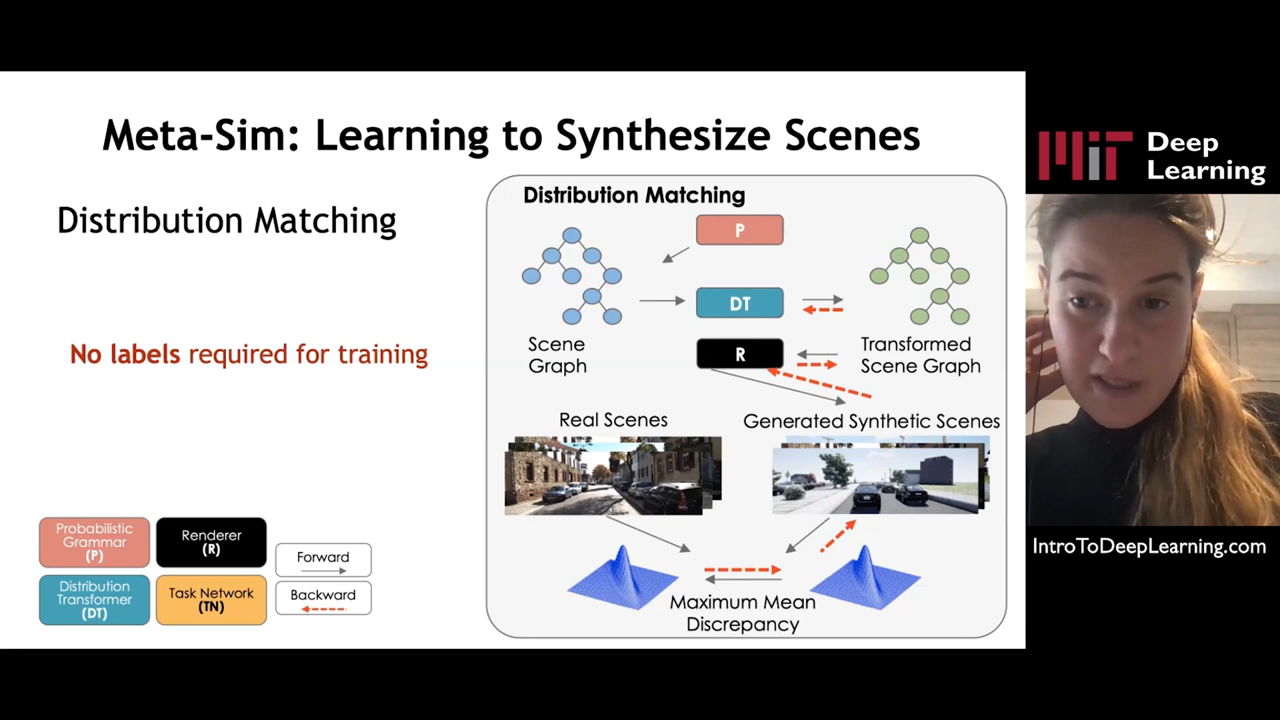 Meta-Sim: Learning to Synthesize Scenes
Distribution Matching
No labels required for training
Probabilistic
Grammar
(P)
Renderer
(R)
Distribution
Transformer
(DT)
Task Network
(TN)
Forward
Backward
Distribution Matching
P
DT
R
Scene
Graph
Transformed
Scene Graph
Real Scenes
Generated Synthetic Scenes
Maximum Mean
Discrepancy
MIT
Deep
Learning
IntroToDeepLearning.com